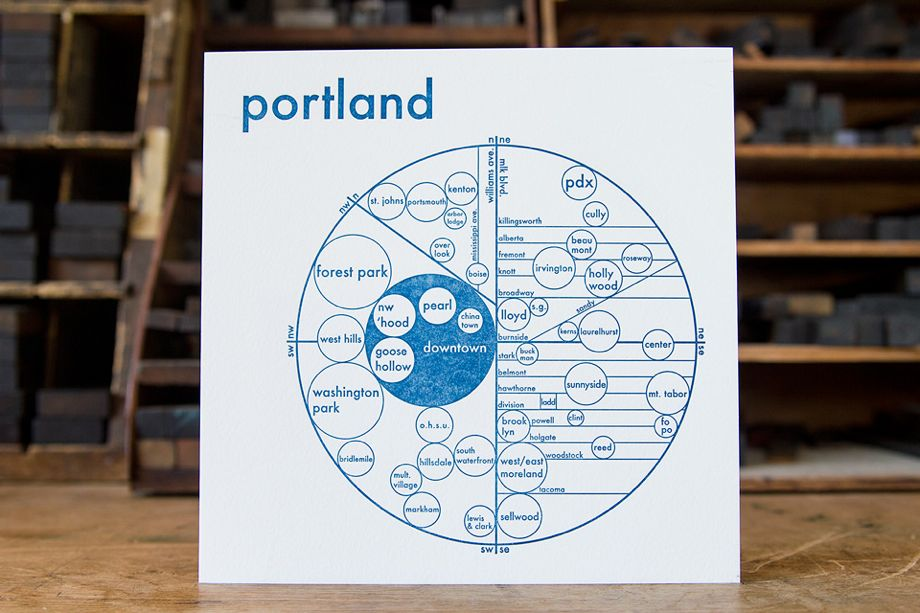 portland
n ne
williams ave.
mlk blvd.
nw n
st. johns
portsmouth
kenton
arbor
lodge
mississippi ave.
over
look
boise
pdx
cully
killingsworth
alberta
beau
mont
fremont
roseway
knott
irvington
holly
wood
broadway
sandy
forest park
nw
'hood
pearl
china
town
lloyd
s.g.
kerns
laurelhurst
burnside
sw nw
west hills
goose
hollow
downtown
stark
buck
man
center
ne se
belmont
washington
park
hawthorne
sunnyside
mt. tabor
division
ladd
o.h.s.u.
brook
lyn
powell
clint
fo
po
holgate
bridlemile
hillsdale
south
waterfront
reed
woodstock
west/east
moreland
mult.
village
tacoma
markham
lewis
& clark
sellwood
sw se